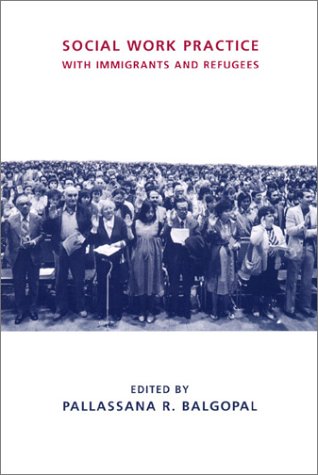 SOCIAL WORK PRACTICE
WITH IMMIGRANTS AND REFUGEES
EDITED BY
PALLASSANA R. BALGOPAL